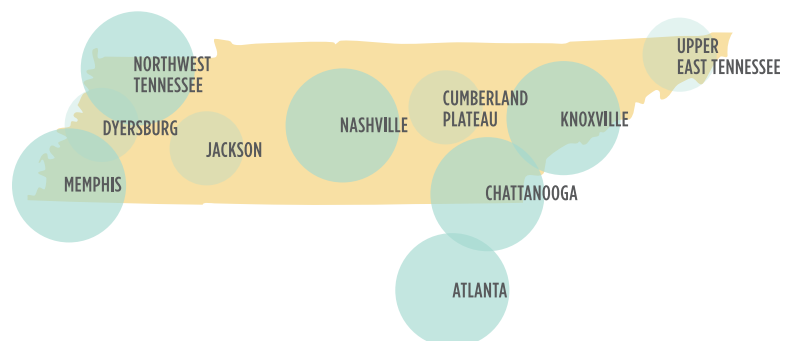 NORTHWEST
TENNESSEE
UPPER
EAST TENNESSEE
DYERSBURG
JACKSON
NASHVILLE
CUMBERLAND
PLATEAU
KNOXVILLE
MEMPHIS
CHATTANOOGA
ATLANTA